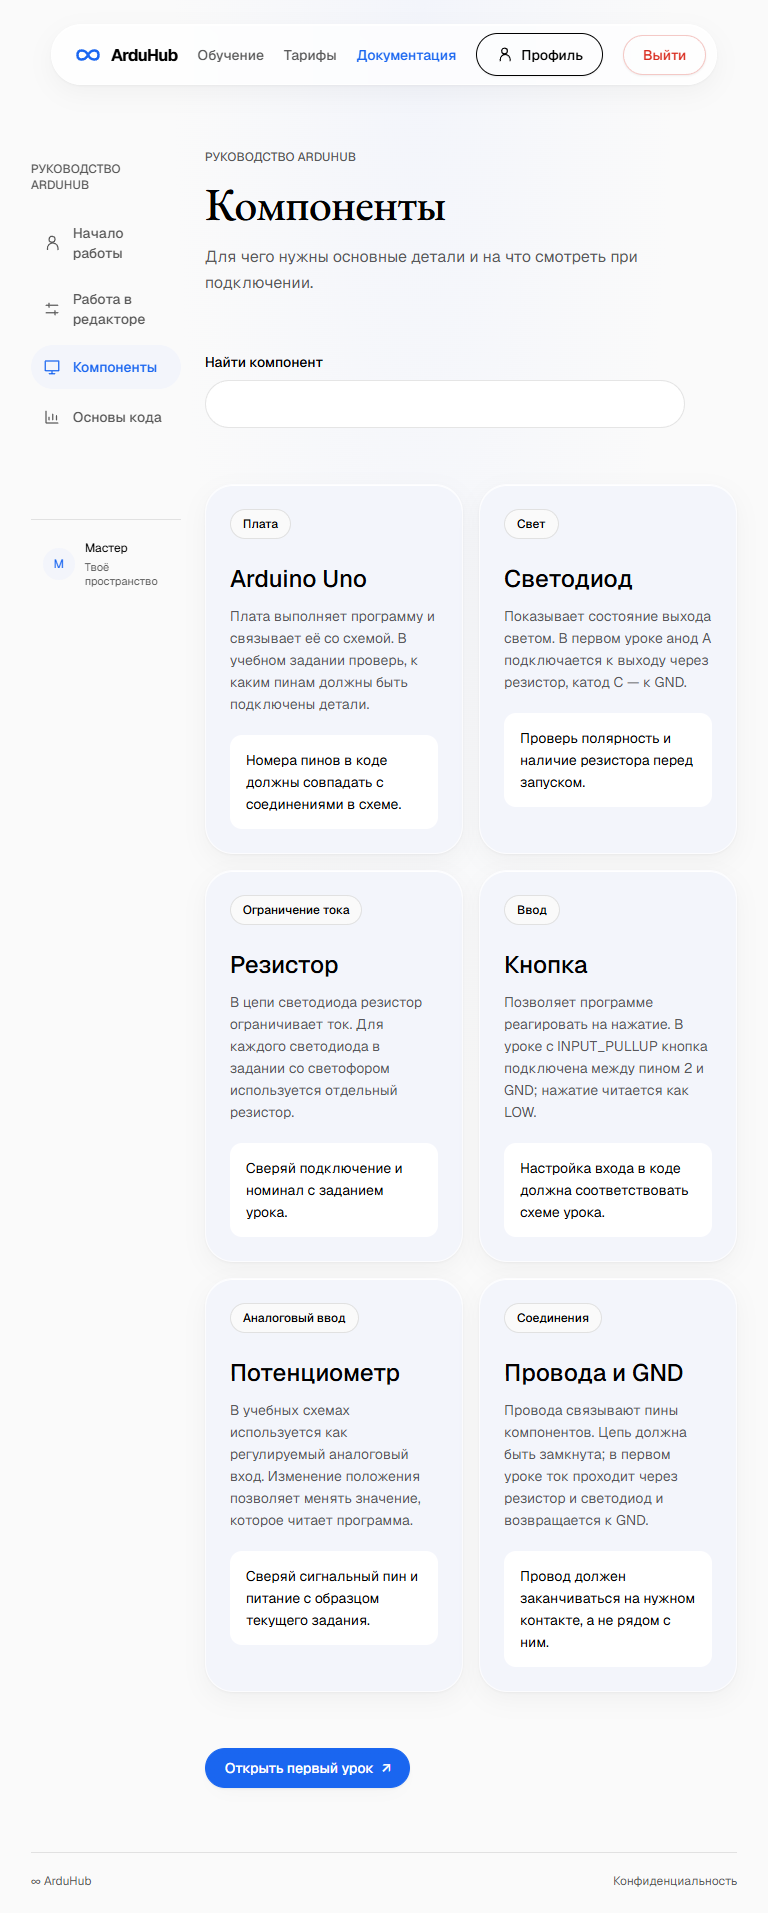 ArduHub Обучение Тарифы Документация Профиль Выйти
РУКОВОДСТВО
ARDUHUB
Начало
работы
Работа в
редакторе
Компоненты
Основы кода
М
Мастер
Твоё
пространство
РУКОВОДСТВО ARDUHUB
Компоненты
Для чего нужны основные детали и на что смотреть при
подключении.
Найти компонент
Плата
Arduino Uno
Плата выполняет программу и
связывает её со схемой. В
учебном задании проверь, к
каким пинам должны быть
подключены детали.
Номера пинов в коде
должны совпадать с
соединениями в схеме.
Свет
Светодиод
Показывает состояние выхода
светом. В первом уроке анод A
подключается к выходу через
резистор, катод C — к GND.
Проверь полярность и
наличие резистора перед
запуском.
Ограничение тока
Резистор
В цепи светодиода резистор
ограничивает ток. Для
каждого светодиода в
задании со светофором
используется отдельный
резистор.
Сверяй подключение и
номинал с заданием
урока.
Ввод
Кнопка
Позволяет программе
реагировать на нажатие. В
уроке с INPUT_PULLUP кнопка
подключена между пином 2 и
GND; нажатие читается как
LOW.
Настройка входа в коде
должна соответствовать
схеме урока.
Аналоговый ввод
Потенциометр
В учебных схемах
используется как
регулируемый аналоговый
вход. Изменение положения
позволяет менять значение,
которое читает программа.
Сверяй сигнальный пин и
питание с образцом
текущего задания.
Соединения
Провода и GND
Провода связывают пины
компонентов. Цепь должна
быть замкнута; в первом
уроке ток проходит через
резистор и светодиод и
возвращается к GND.
Провод должен
заканчиваться на нужном
контакте, а не рядом с
ним.
Открыть первый урок ↗
∞ ArduHub
Конфиденциальность